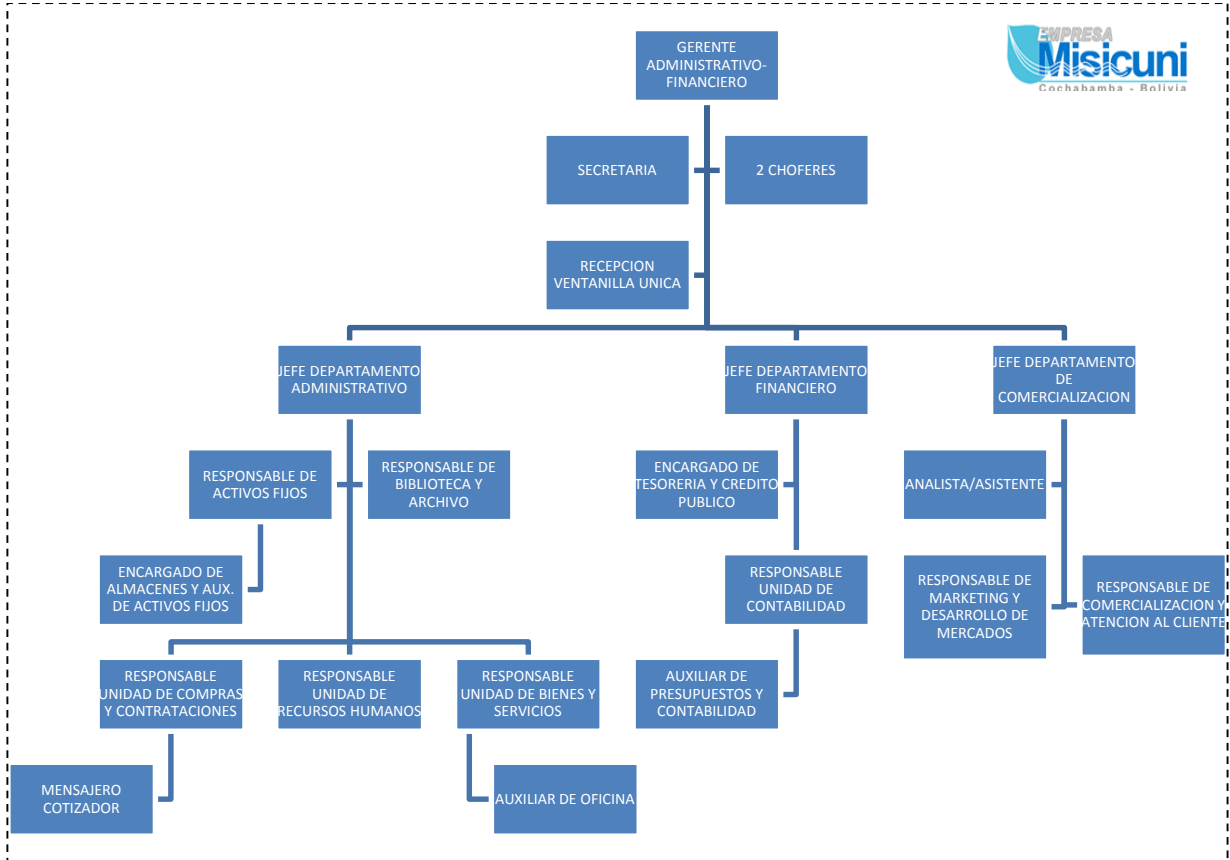 EMPRESA
Misicuni
Cochabamba - Bolivia
GERENTE
ADMINISTRATIVO-
FINANCIERO
SECRETARIA
2 CHOFERES
RECEPCION
VENTANILLA UNICA
JEFE DEPARTAMENTO
ADMINISTRATIVO
JEFE DEPARTAMENTO
FINANCIERO
JEFE DEPARTAMENTO
DE
COMERCIALIZACION
RESPONSABLE DE
ACTIVOS FIJOS
RESPONSABLE DE
BIBLIOTECA Y
ARCHIVO
ENCARGADO DE
TESORERIA Y CREDITO
PUBLICO
ANALISTA/ASISTENTE
ENCARGADO DE
ALMACENES Y AUX.
DE ACTIVOS FIJOS
RESPONSABLE
UNIDAD DE
CONTABILIDAD
RESPONSABLE DE
MARKETING Y
DESARROLLO DE
MERCADOS
RESPONSABLE DE
COMERCIALIZACION Y
ATENCION AL CLIENTE
RESPONSABLE
UNIDAD DE COMPRAS
Y CONTRATACIONES
RESPONSABLE
UNIDAD DE
RECURSOS HUMANOS
RESPONSABLE
UNIDAD DE BIENES Y
SERVICIOS
AUXILIAR DE
PRESUPUESTOS Y
CONTABILIDAD
MENSAJERO
COTIZADOR
AUXILIAR DE OFICINA